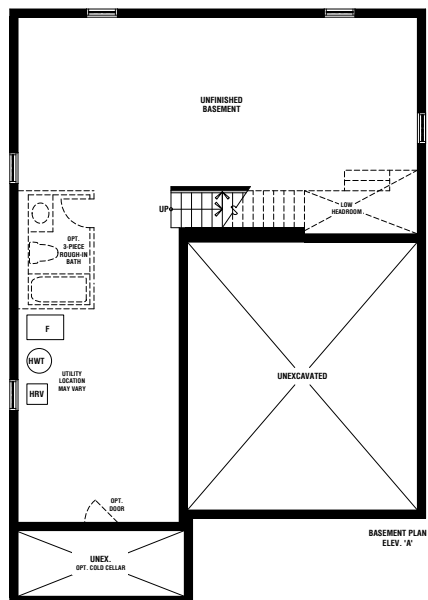 UNFINISHED
BASEMENT
UP
LOW
HEADROOM
OPT.
3-PIECE
ROUGH-IN
BATH
F
HWT
HRV
UTILITY
LOCATION
MAY VARY
UNEXCAVATED
OPT.
DOOR
BASEMENT PLAN
ELEV. 'A'
UNEX.
OPT. COLD CELLAR